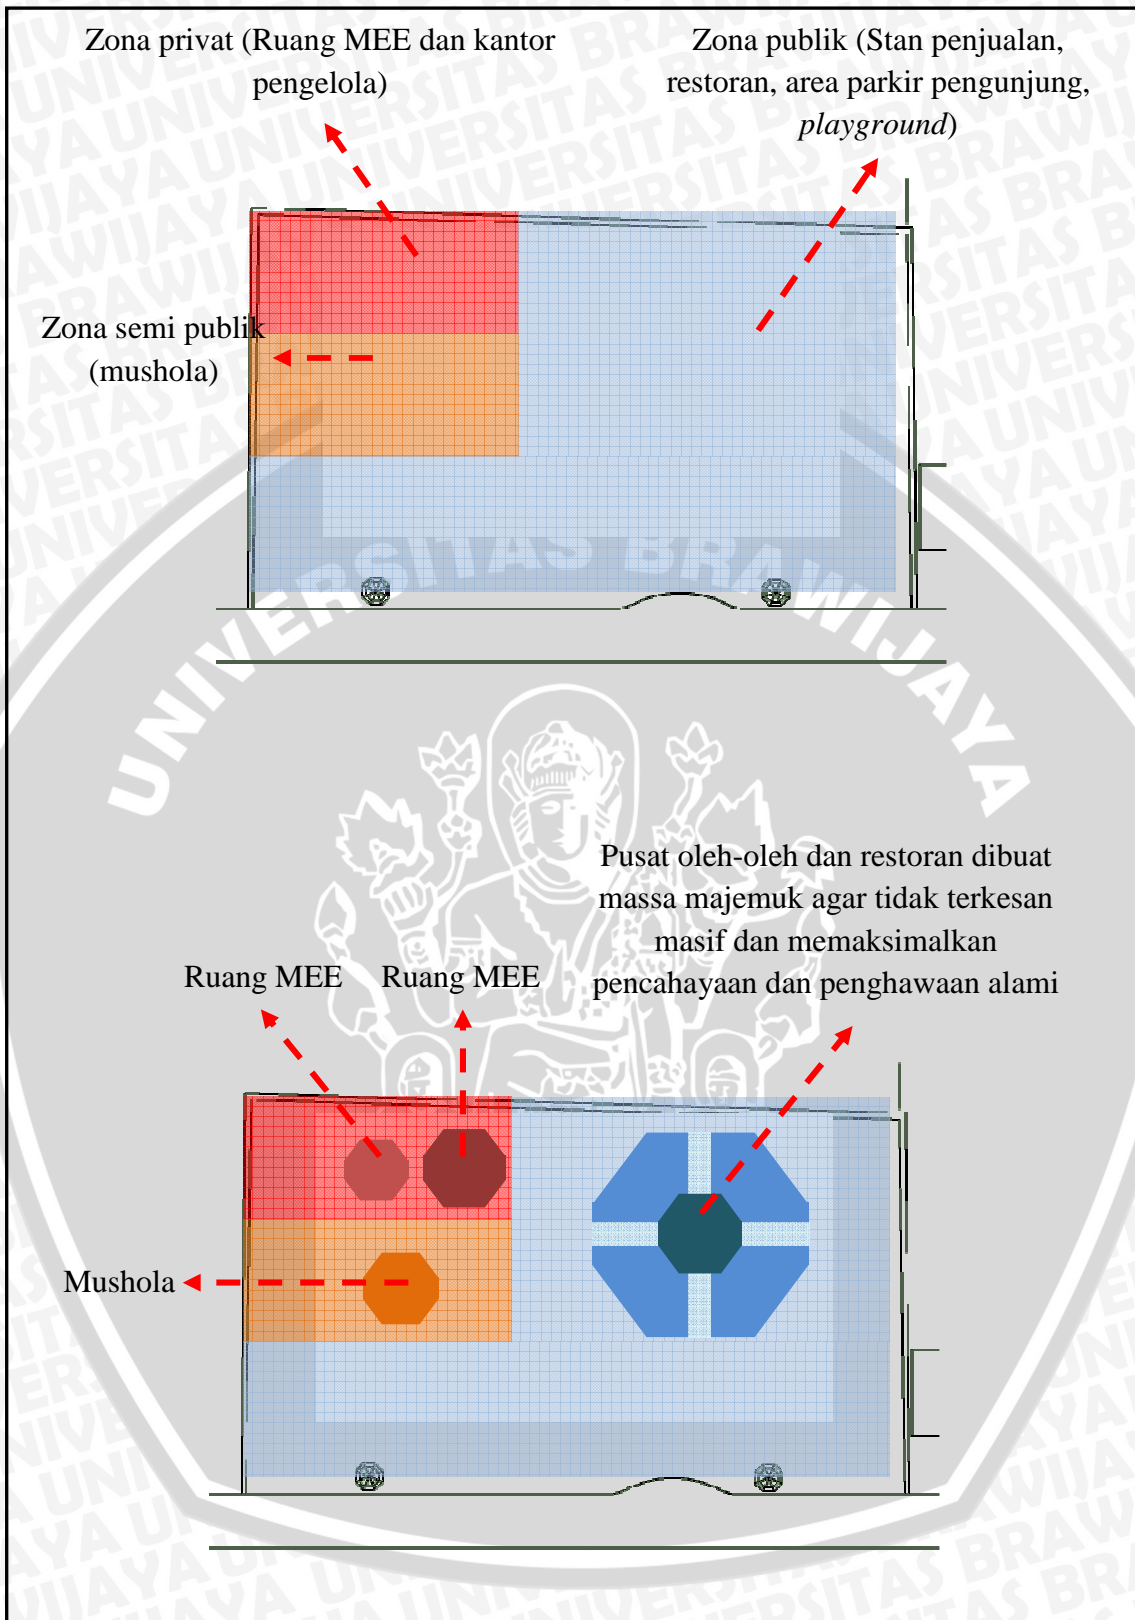 Zona privat (Ruang MEE dan kantor
pengelola)
Zona publik (Stan penjualan,
restoran, area parkir pengunjung,
playground)
Zona semi publik
(mushola)
UNIVERSITAS BRAWIJAYA
Pusat oleh-oleh dan restoran dibuat
massa majemuk agar tidak terkesan
masif dan memaksimalkan
pencahayaan dan penghawaan alami
Ruang MEE
Ruang MEE
Mushola